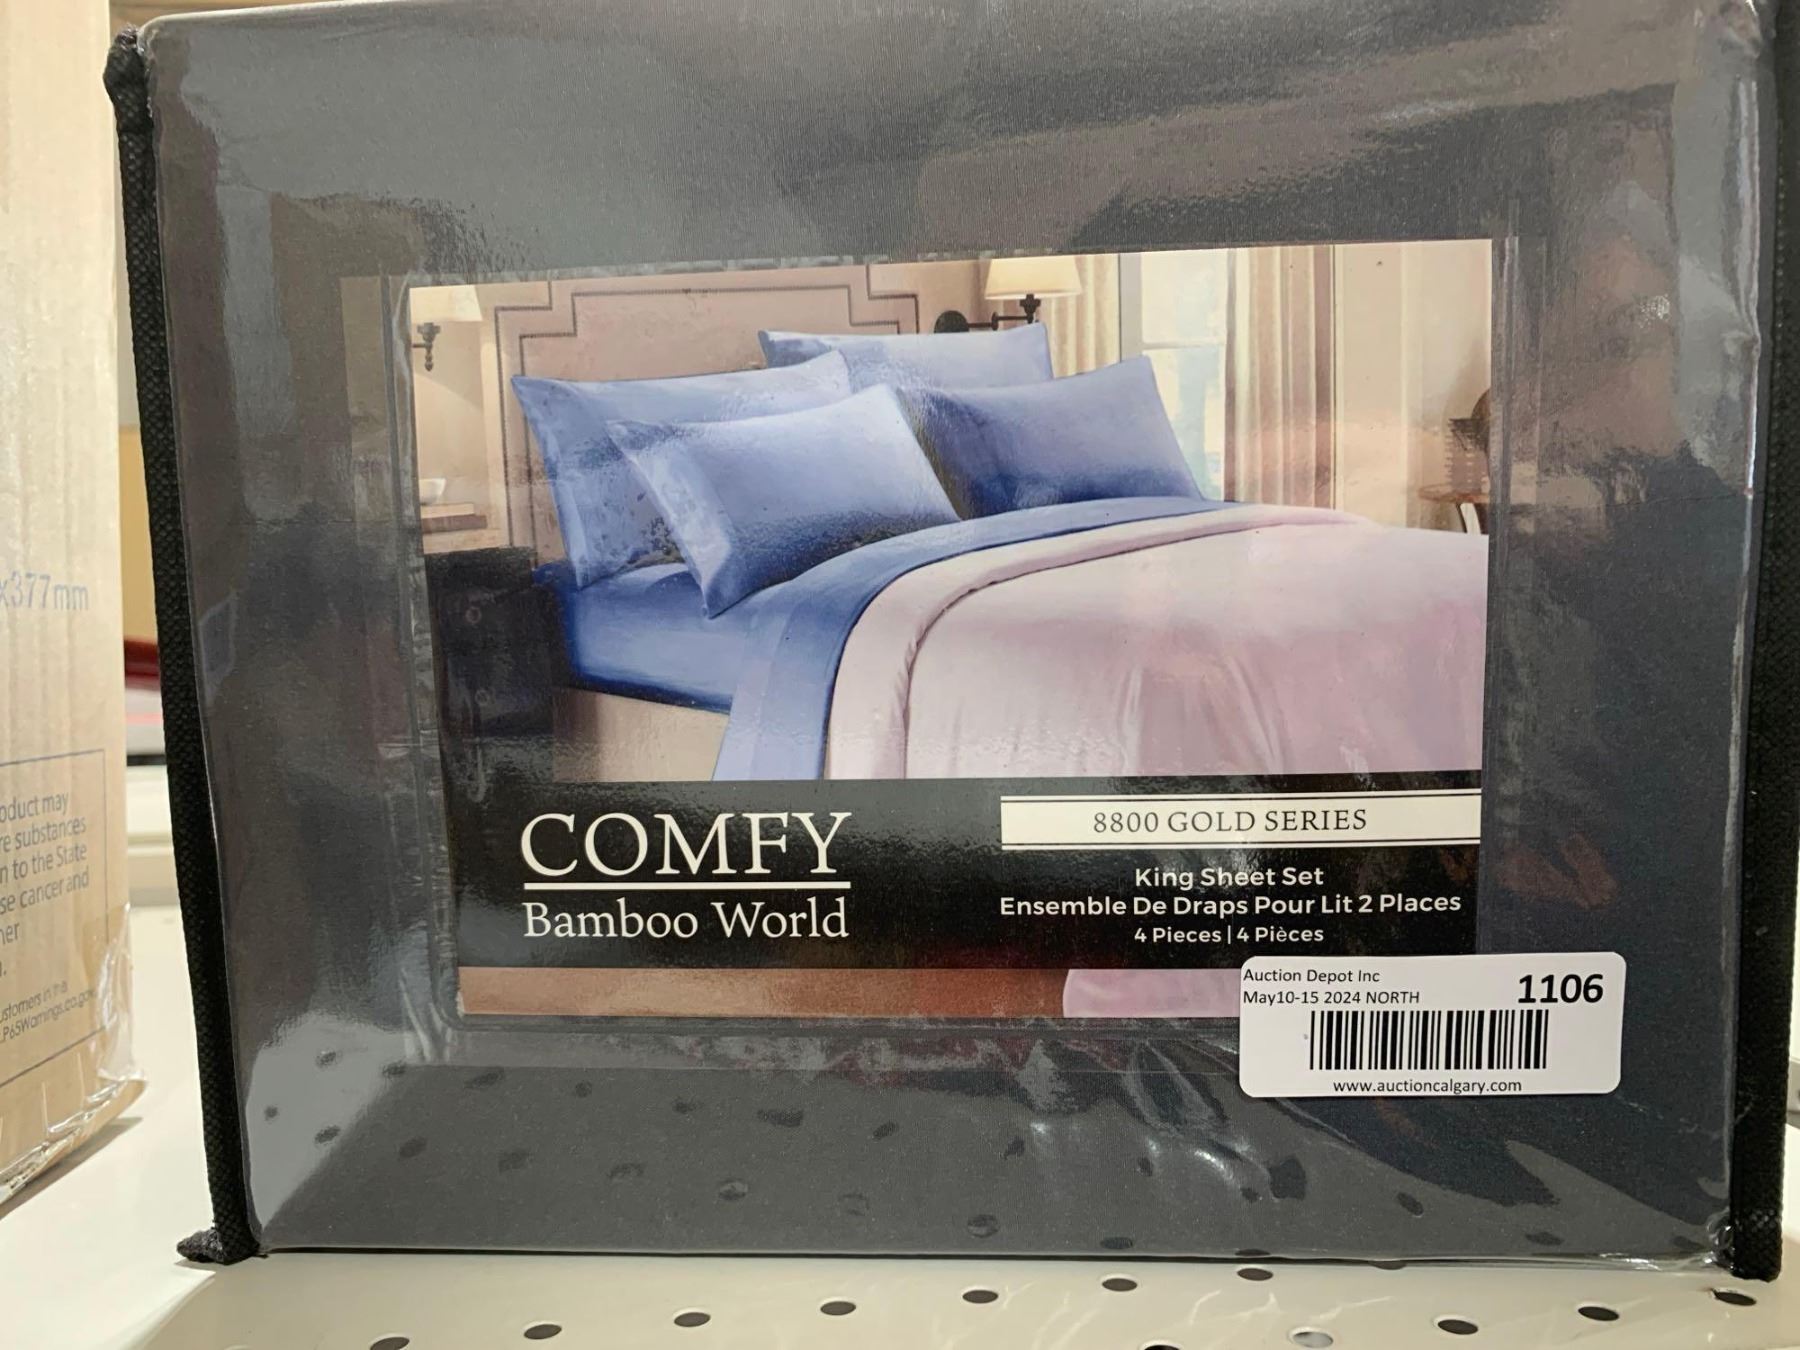 x377mm
oduct may
re substances
n to the State
se cancer and
ustomers in the
P65Warnings.ca.gov
COMFY
Bamboo World
8800 GOLD SERIES
King Sheet Set
Ensemble De Draps Pour Lit 2 Places
4 Pieces | 4 Pièces
Auction Depot Inc
May10-15 2024 NORTH
1106
www.auctioncalgary.com